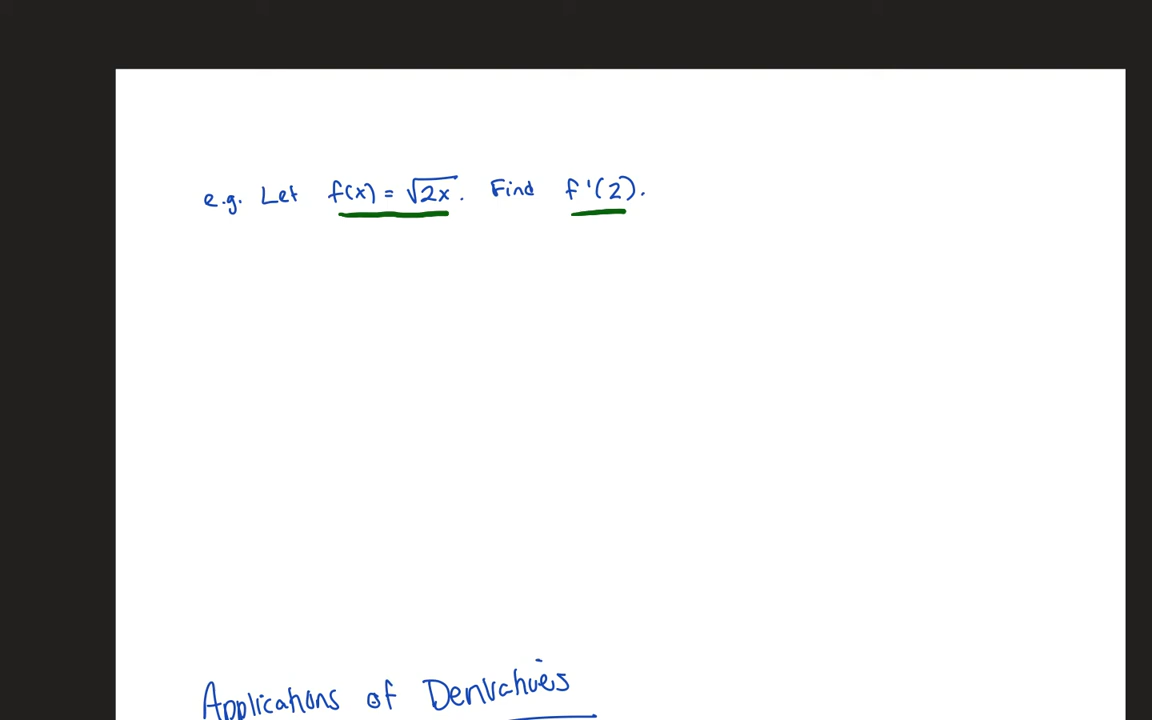 e.g. Let f(x) = √2x. Find f'(2).
Applications of Derivatives